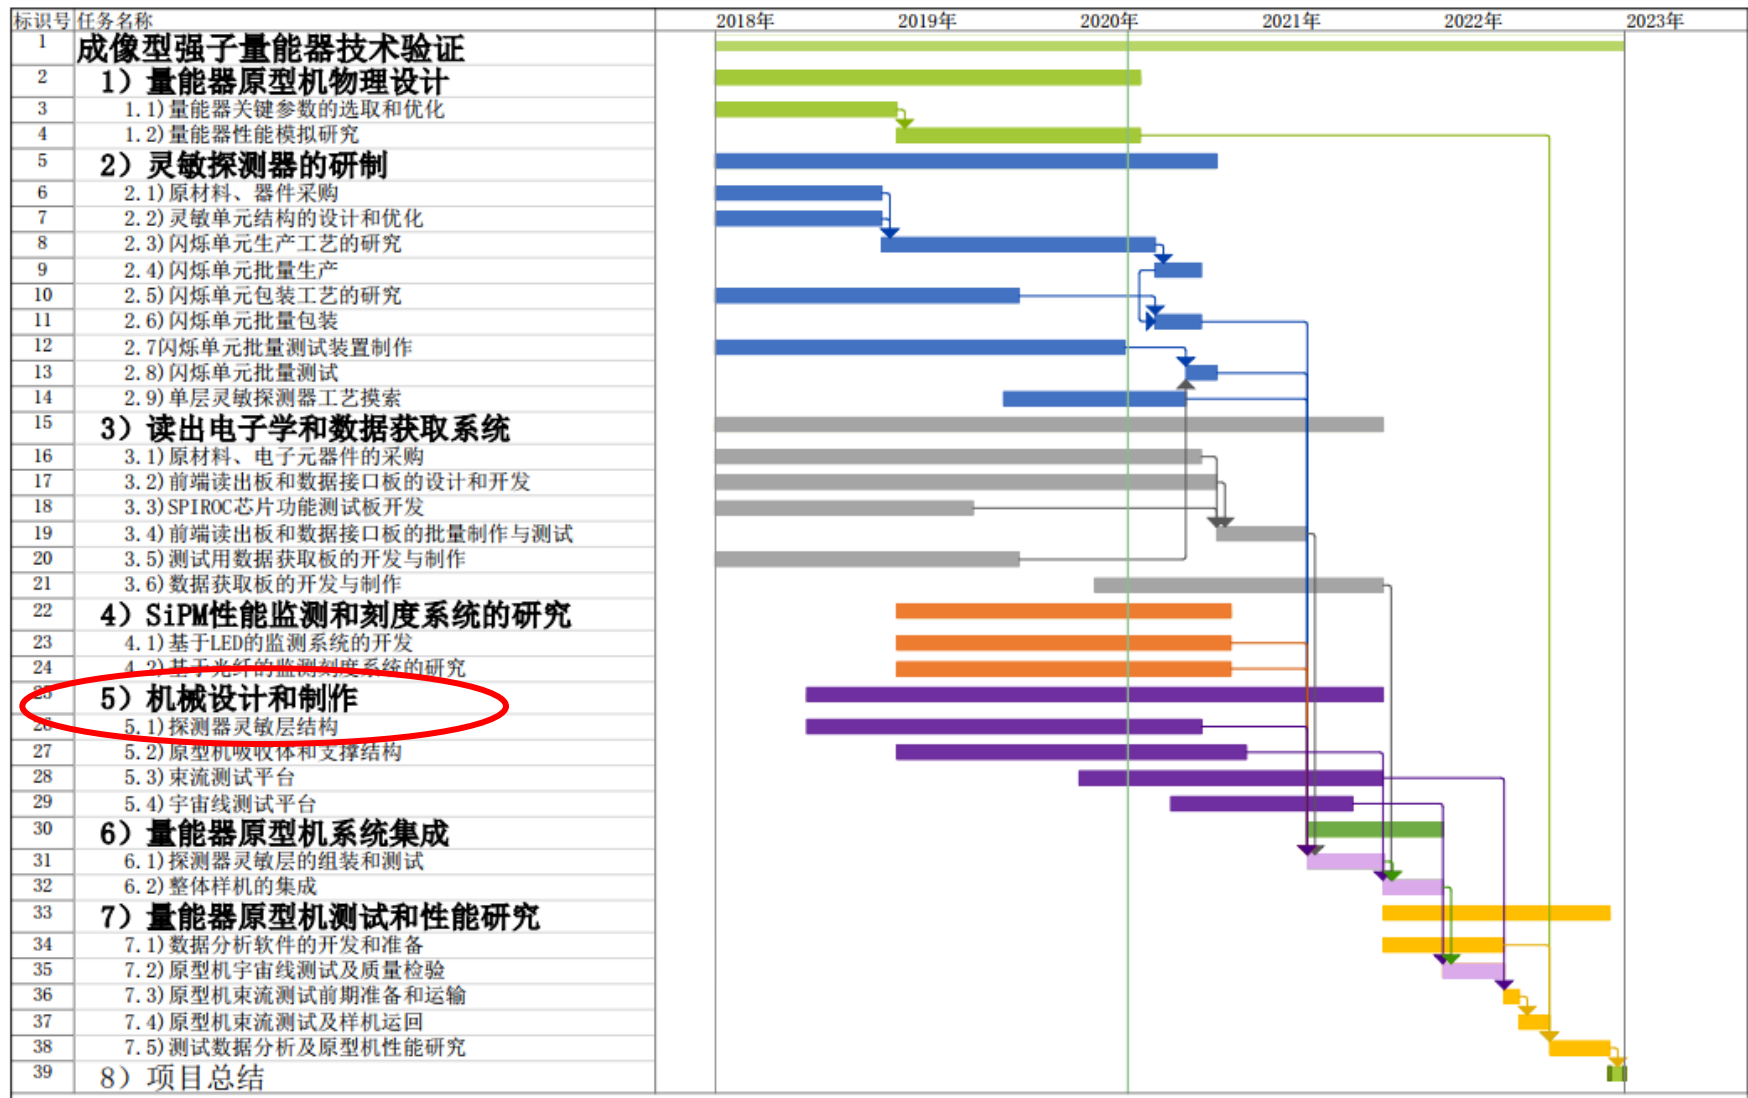 标识号 任务名称 2018年 2019年 2020年 2021年 2022年 2023年
1 成像型强子量能器技术验证
2 1）量能器原型机物理设计
3 1.1)量能器关键参数的选取和优化
4 1.2)量能器性能模拟研究
5 2）灵敏探测器的研制
6 2.1)原材料、器件采购
7 2.2)灵敏单元结构的设计和优化
8 2.3)闪烁单元生产工艺的研究
9 2.4)闪烁单元批量生产
10 2.5)闪烁单元包装工艺的研究
11 2.6)闪烁单元批量包装
12 2.7闪烁单元批量测试装置制作
13 2.8)闪烁单元批量测试
14 2.9)单层灵敏探测器工艺摸索
15 3）读出电子学和数据获取系统
16 3.1)原材料、电子元器件的采购
17 3.2)前端读出板和数据接口板的设计和开发
18 3.3)SPIROC芯片功能测试板开发
19 3.4)前端读出板和数据接口板的批量制作与测试
20 3.5)测试用数据获取板的开发与制作
21 3.6)数据获取板的开发与制作
22 4）SiPM性能监测和刻度系统的研究
23 4.1)基于LED的监测系统的开发
24 4.2)基于光纤的监测刻度系统的研究
25 5）机械设计和制作
26 5.1)探测器灵敏层结构
27 5.2)原型机吸收体和支撑结构
28 5.3)束流测试平台
29 5.4)宇宙线测试平台
30 6）量能器原型机系统集成
31 6.1)探测器灵敏层的组装和测试
32 6.2)整体样机的集成
33 7）量能器原型机测试和性能研究
34 7.1)数据分析软件的开发和准备
35 7.2)原型机宇宙线测试及质量检验
36 7.3)原型机束流测试前期准备和运输
37 7.4)原型机束流测试及样机运回
38 7.5)测试数据分析及原型机性能研究
39 8）项目总结